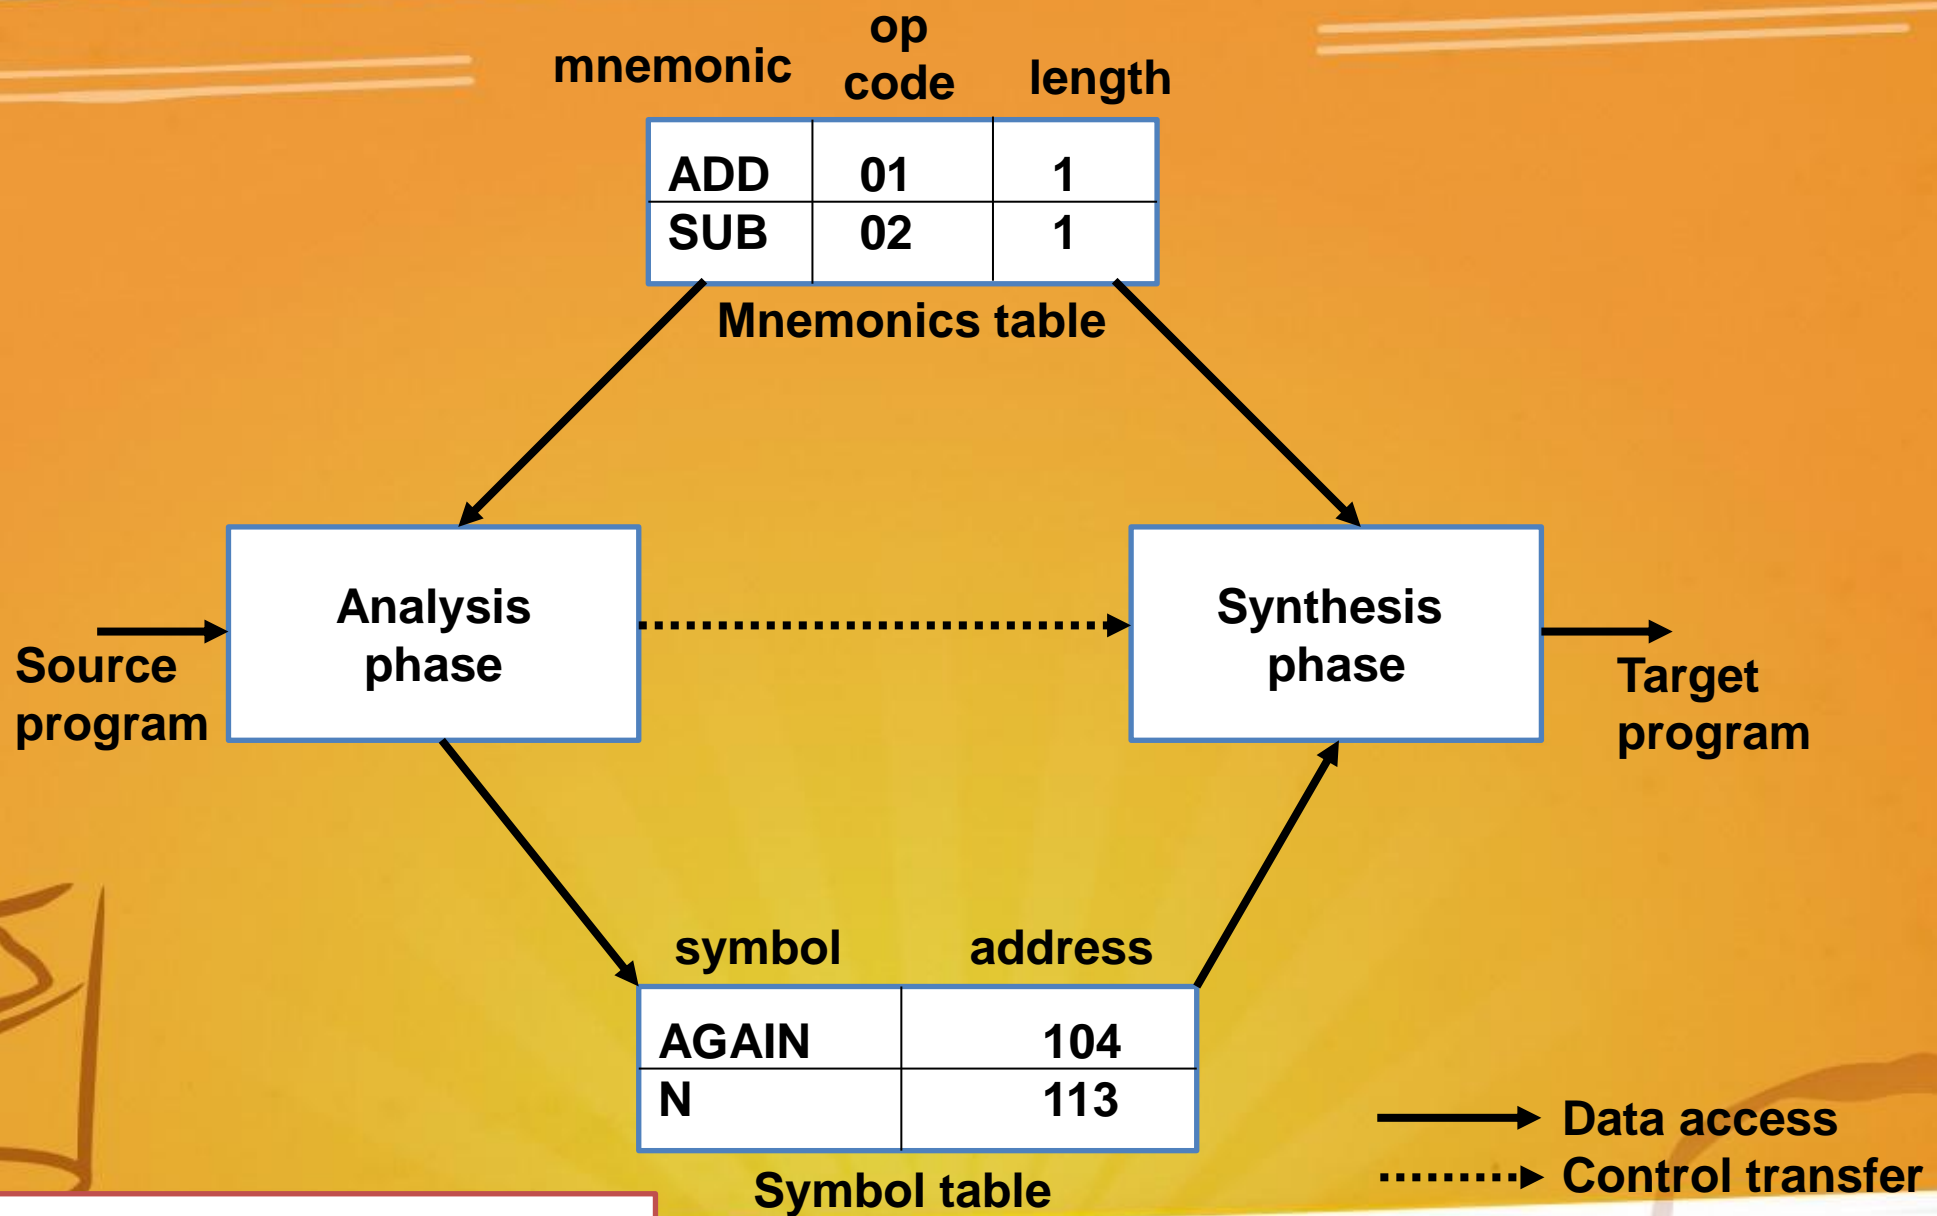 mnemonic
op
code
length
ADD 01 1
SUB 02 1
Mnemonics table
Analysis
phase
Synthesis
phase
Source
program
Target
program
symbol address
AGAIN 104
N 113
Symbol table
Data access
Control transfer